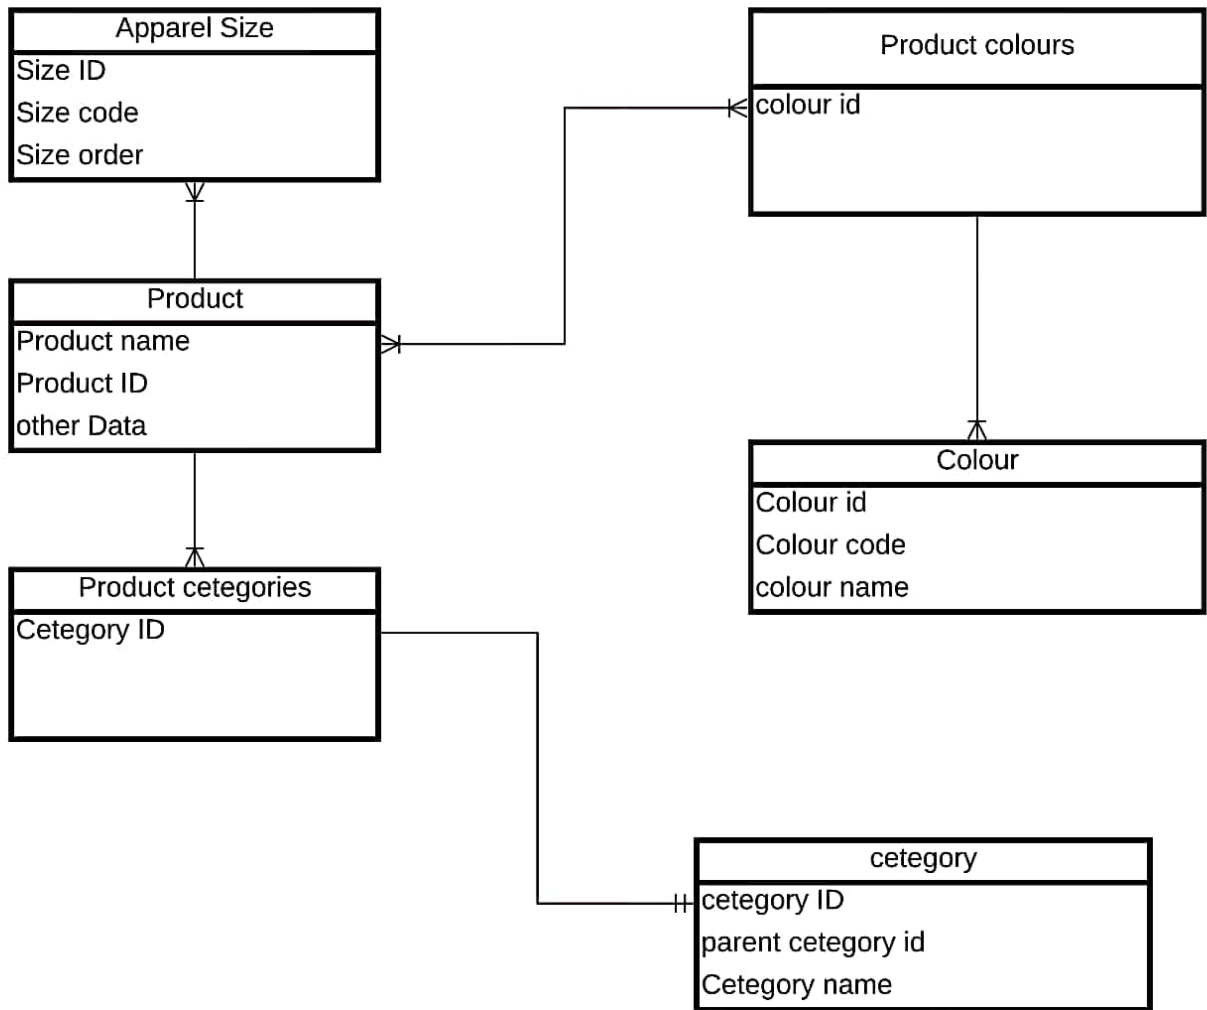 Apparel Size
Size ID
Size code
Size order
Product colours
colour id
Product
Product name
Product ID
other Data
Colour
Colour id
Colour code
colour name
Product cetegories
Cetegory ID
cetegory
cetegory ID
parent cetegory id
Cetegory name